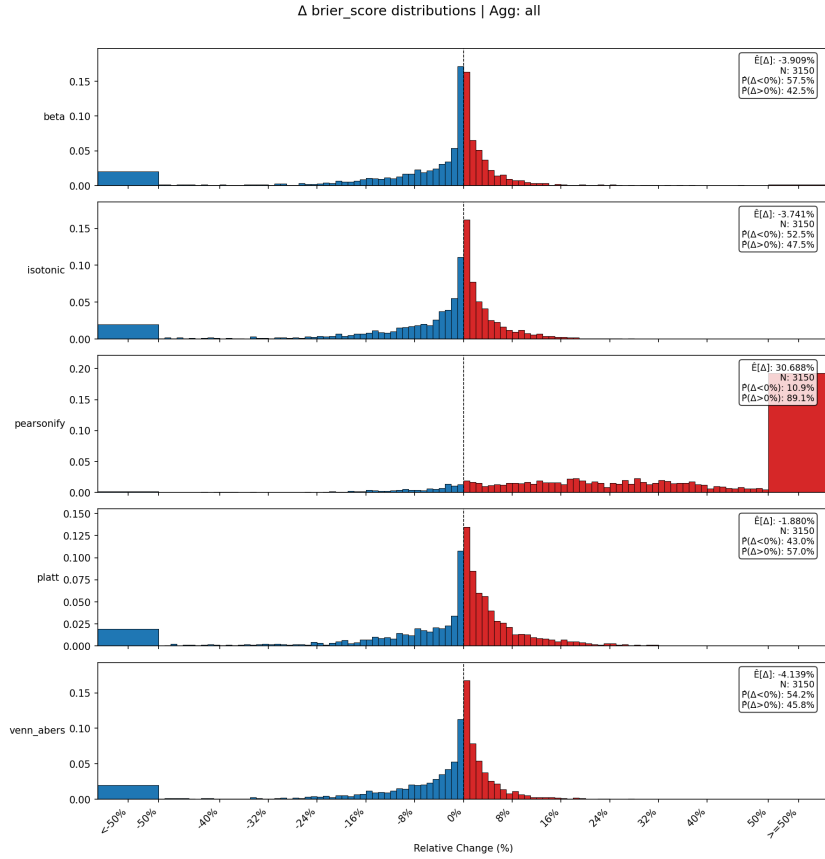 Δ brier_score distributions | Agg: all
Ê[Δ]: -3.909%
N: 3150
P̂(Δ<0%): 57.5%
P̂(Δ>0%): 42.5%
beta
0.15
0.10
0.05
0.00
Ê[Δ]: -3.741%
N: 3150
P̂(Δ<0%): 52.5%
P̂(Δ>0%): 47.5%
isotonic
0.15
0.10
0.05
0.00
Ê[Δ]: 30.688%
N: 3150
P̂(Δ<0%): 10.9%
P̂(Δ>0%): 89.1%
pearsonify
0.20
0.15
0.10
0.05
0.00
Ê[Δ]: -1.880%
N: 3150
P̂(Δ<0%): 43.0%
P̂(Δ>0%): 57.0%
platt
0.150
0.125
0.100
0.075
0.050
0.025
0.000
Ê[Δ]: -4.139%
N: 3150
P̂(Δ<0%): 54.2%
P̂(Δ>0%): 45.8%
venn_abers
0.15
0.10
0.05
0.00
<-50% -50% -40% -32% -24% -16% -8% 0% 8% 16% 24% 32% 40% 50% >=50%
Relative Change (%)